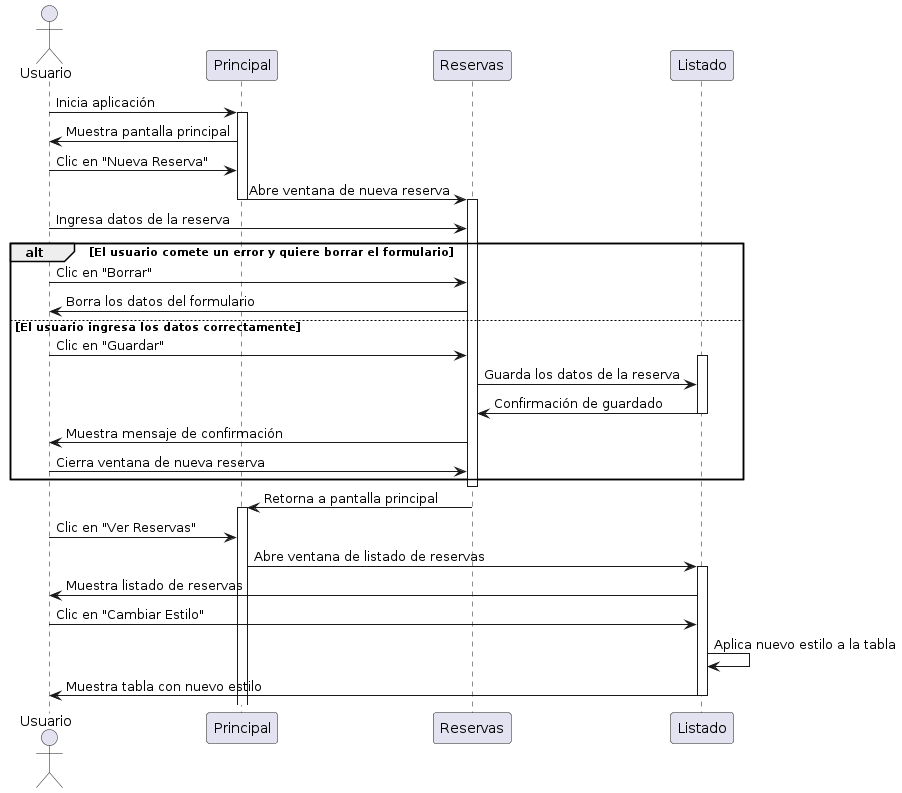 Usuario
Principal
Reservas
Listado
Inicia aplicación
Muestra pantalla principal
Clic en "Nueva Reserva"
Abre ventana de nueva reserva
Ingresa datos de la reserva
alt
[El usuario comete un error y quiere borrar el formulario]
Clic en "Borrar"
Borra los datos del formulario
[El usuario ingresa los datos correctamente]
Clic en "Guardar"
Guarda los datos de la reserva
Confirmación de guardado
Muestra mensaje de confirmación
Cierra ventana de nueva reserva
Retorna a pantalla principal
Clic en "Ver Reservas"
Abre ventana de listado de reservas
Muestra listado de reservas
Clic en "Cambiar Estilo"
Aplica nuevo estilo a la tabla
Muestra tabla con nuevo estilo
Usuario
Principal
Reservas
Listado